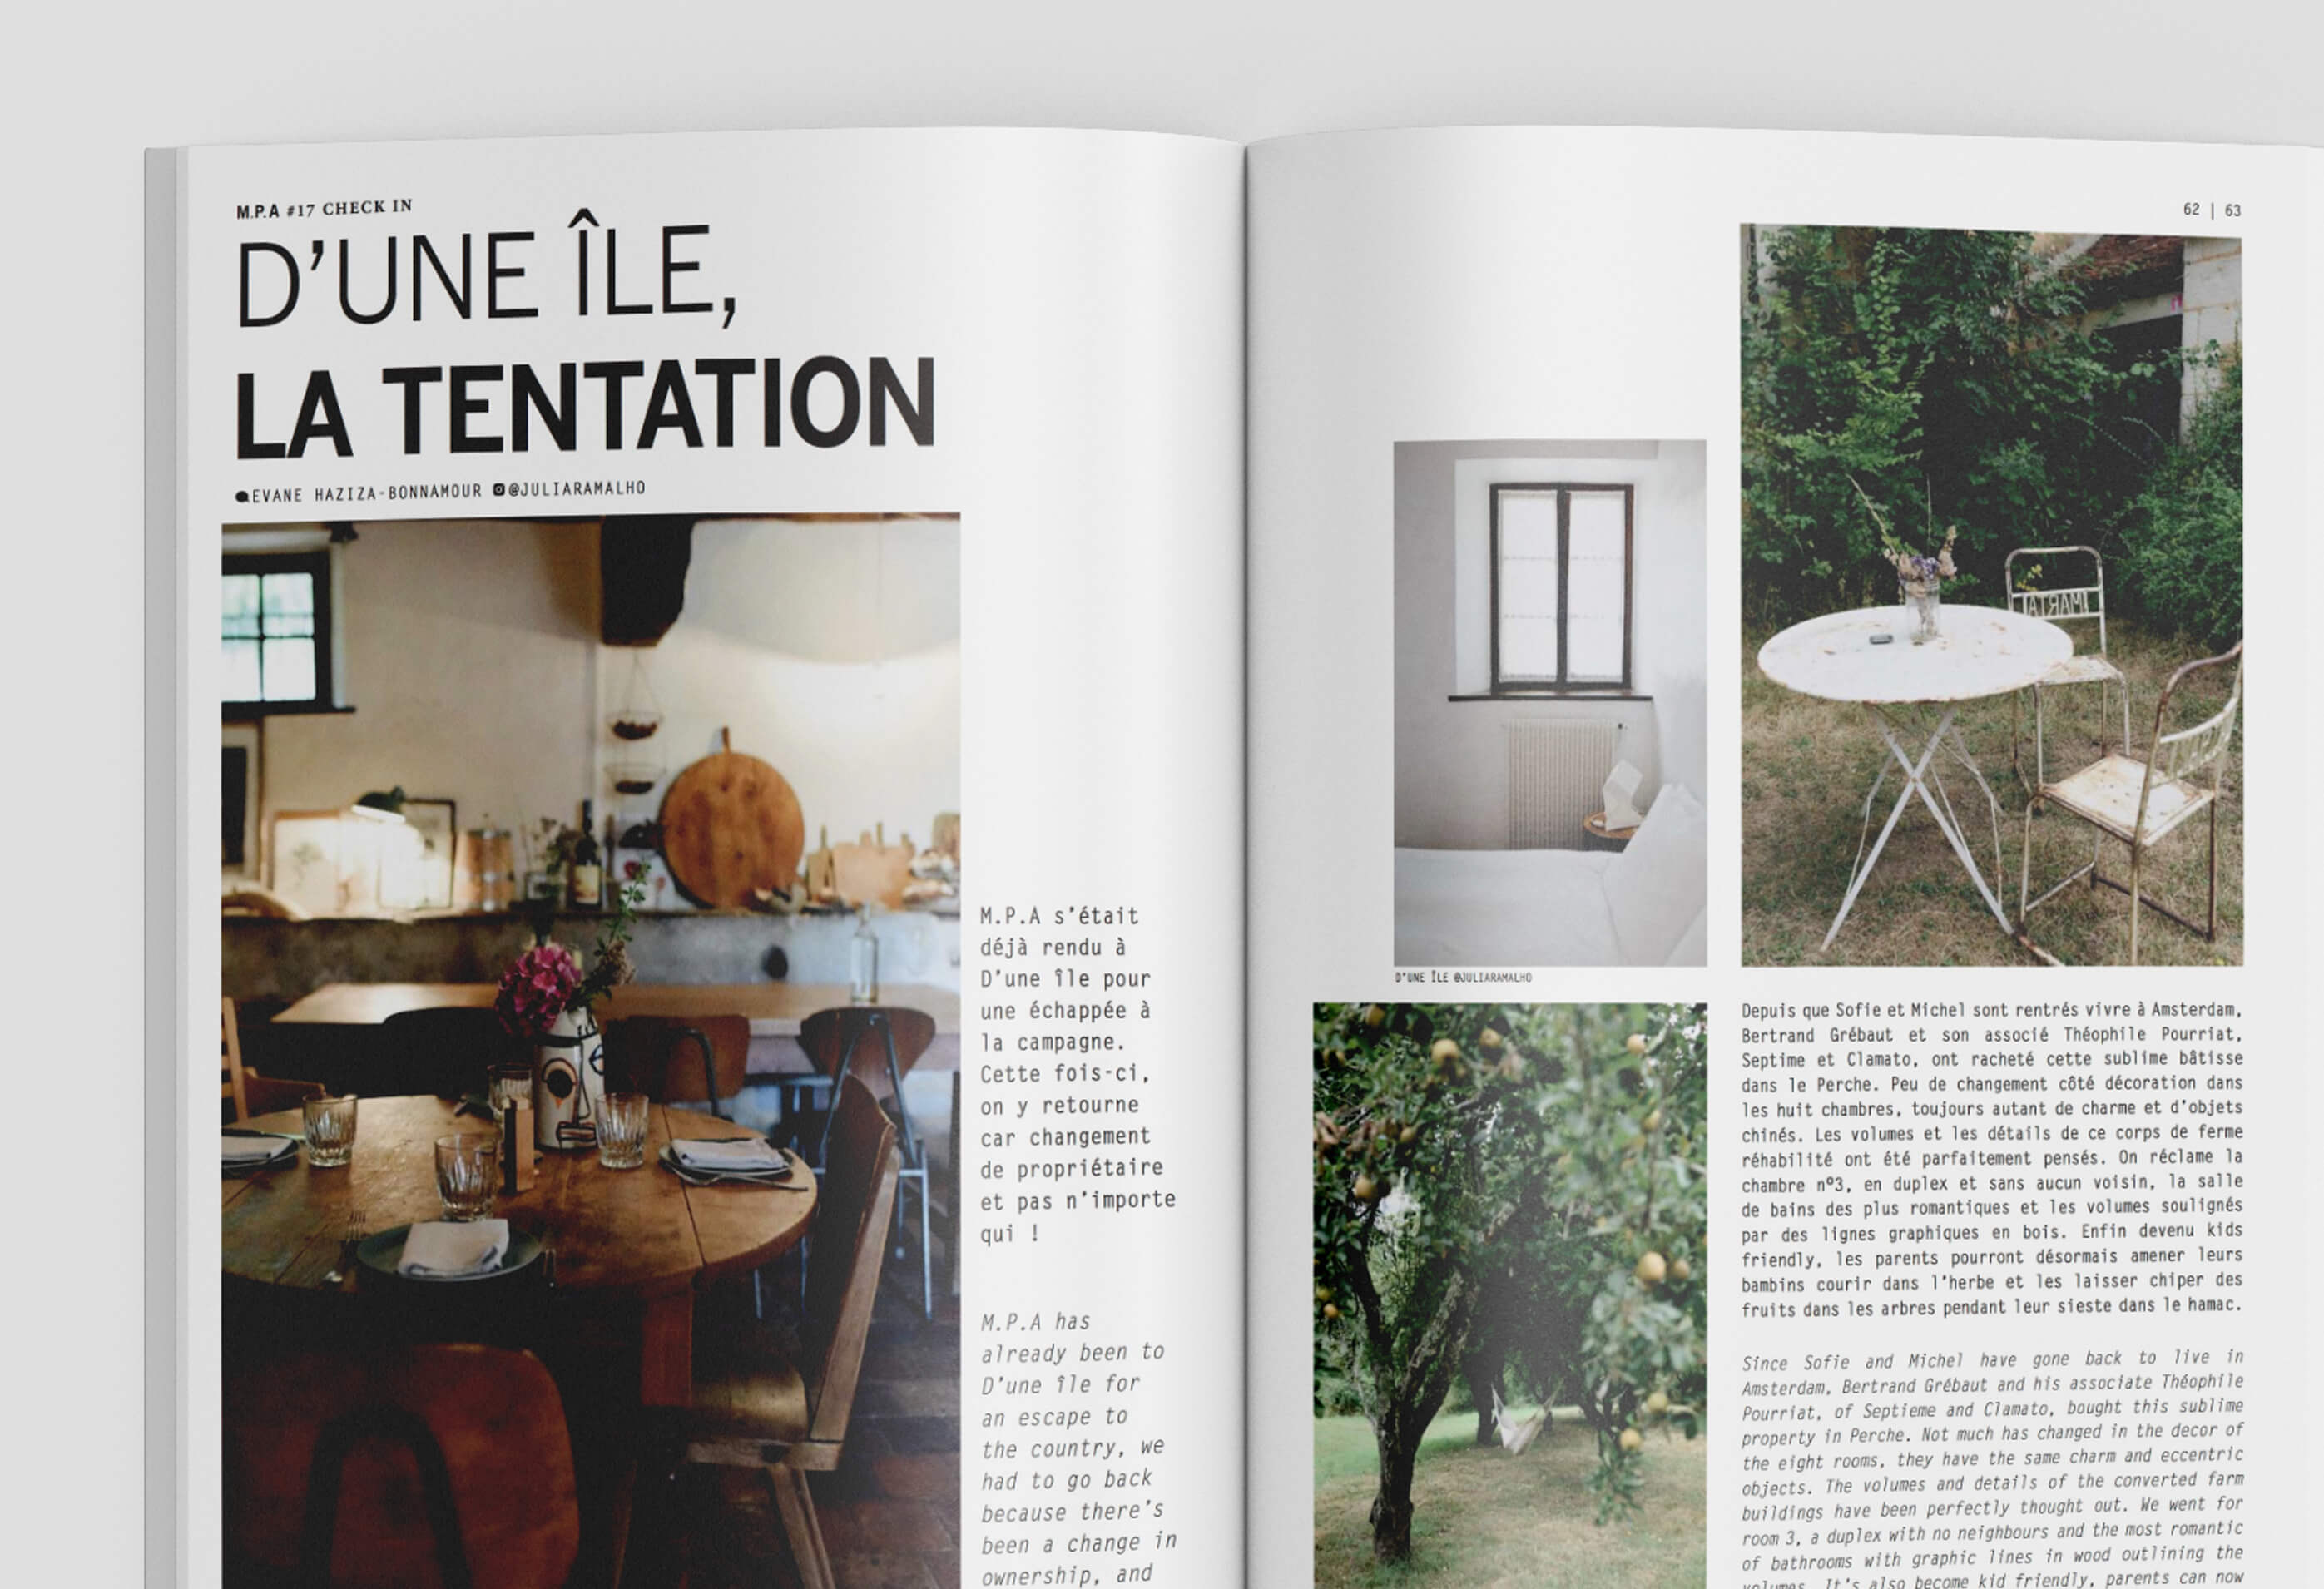 M.P.A #17 CHECK IN
D'UNE ÎLE,
LA TENTATION
EVANE HAZIZA-BONNAMOUR @JULIARAMALHO
M.P.A s'était
déjà rendu à
D'une île pour
une échappée à
la campagne.
Cette fois-ci,
on y retourne
car changement
de propriétaire
et pas n'importe
qui !
M.P.A has
already been to
D'une île for
an escape to
the country, we
had to go back
because there's
been a change in
ownership, and
62 | 63
D'UNE ÎLE @JULIARAMALHO
Depuis que Sofie et Michel sont rentrés vivre à Amsterdam,
Bertrand Grébaut et son associé Théophile Pourriat,
Septime et Clamato, ont racheté cette sublime bâtisse
dans le Perche. Peu de changement côté décoration dans
les huit chambres, toujours autant de charme et d'objets
chinés. Les volumes et les détails de ce corps de ferme
réhabilité ont été parfaitement pensés. On réclame la
chambre nº3, en duplex et sans aucun voisin, la salle
de bains des plus romantiques et les volumes soulignés
par des lignes graphiques en bois. Enfin devenu kids
friendly, les parents pourront désormais amener leurs
bambins courir dans l'herbe et les laisser chiper des
fruits dans les arbres pendant leur sieste dans le hamac.
Since Sofie and Michel have gone back to live in
Amsterdam, Bertrand Grébaut and his associate Théophile
Pourriat, of Septieme and Clamato, bought this sublime
property in Perche. Not much has changed in the decor of
the eight rooms, they have the same charm and eccentric
objects. The volumes and details of the converted farm
buildings have been perfectly thought out. We went for
room 3, a duplex with no neighbours and the most romantic
of bathrooms with graphic lines in wood outlining the
volumes. It's also become kid friendly, parents can now